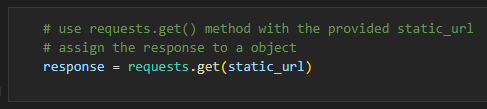 # use requests.get() method with the provided static_url
# assign the response to a object
response = requests.get(static_url)